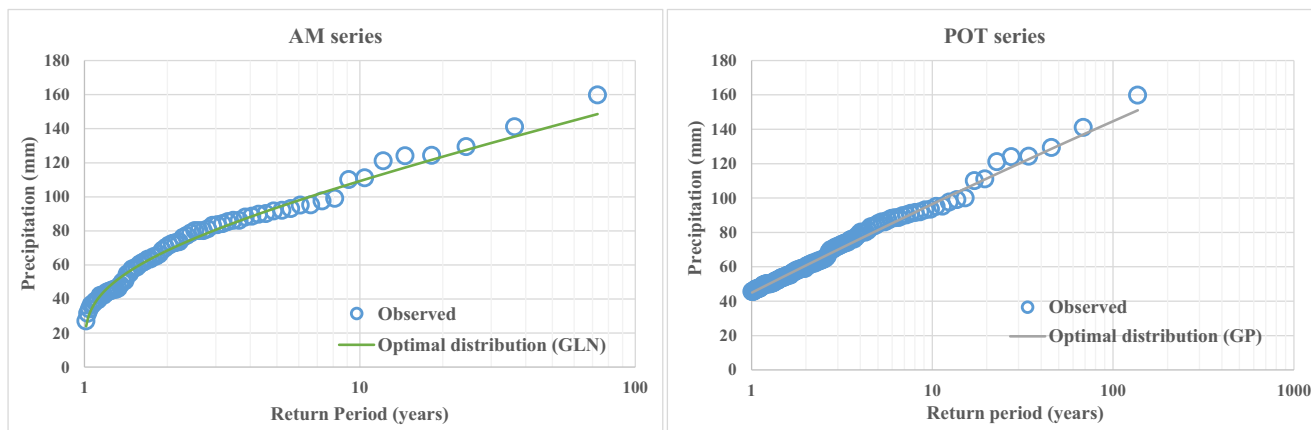 AM series
180
160
140
120
100
80
60
40
20
0
Precipitation (mm)
Observed
Optimal distribution (GLN)
1
10
100
Return Period (years)
POT series
180
160
140
120
100
80
60
40
20
0
Precipitation (mm)
Observed
Optimal distribution (GP)
1
10
100
1000
Return period (years)